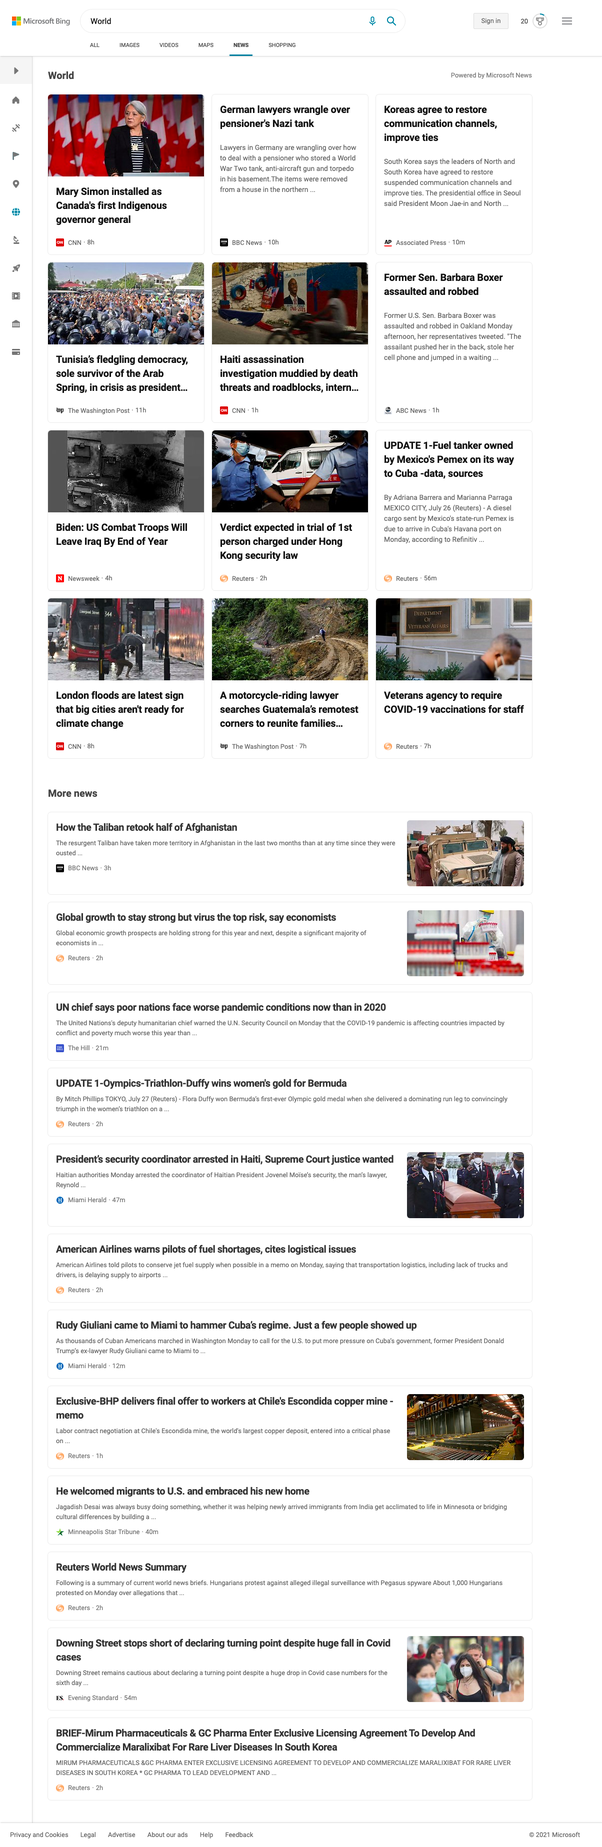 Microsoft Bing
World
Sign in
20
ALL IMAGES VIDEOS MAPS NEWS SHOPPING
World
Powered by Microsoft News
Mary Simon installed as
Canada's first Indigenous
governor general
CNN · 8h
German lawyers wrangle over
pensioner's Nazi tank
Lawyers in Germany are wrangling over how
to deal with a pensioner who stored a World
War Two tank, anti-aircraft gun and torpedo
in his basement.The items were removed
from a house in the northern ...
BBC News · 10h
Koreas agree to restore
communication channels,
improve ties
South Korea says the leaders of North and
South Korea have agreed to restore
suspended communication channels and
improve ties. The presidential office in Seoul
said President Moon Jae-in and North ...
AP Associated Press · 10m
Tunisia's fledgling democracy,
sole survivor of the Arab
Spring, in crisis as president...
wp The Washington Post · 11h
Haiti assassination
investigation muddied by death
threats and roadblocks, intern...
CNN · 1h
Former Sen. Barbara Boxer
assaulted and robbed
Former U.S. Sen. Barbara Boxer was
assaulted and robbed in Oakland Monday
afternoon, her representatives tweeted. "The
assailant pushed her in the back, stole her
cell phone and jumped in a waiting ...
ABC News · 1h
Biden: US Combat Troops Will
Leave Iraq By End of Year
N Newsweek · 4h
Verdict expected in trial of 1st
person charged under Hong
Kong security law
Reuters · 2h
UPDATE 1-Fuel tanker owned
by Mexico's Pemex on its way
to Cuba -data, sources
By Adriana Barrera and Marianna Parraga
MEXICO CITY, July 26 (Reuters) - A diesel
cargo sent by Mexico's state-run Pemex is
due to arrive in Cuba's Havana port on
Monday, according to Refinitiv ...
Reuters · 56m
London floods are latest sign
that big cities aren't ready for
climate change
CNN · 8h
A motorcycle-riding lawyer
searches Guatemala's remotest
corners to reunite families...
wp The Washington Post · 7h
DEPARTMENT
OF
VETERANS AFFAIRS
Veterans agency to require
COVID-19 vaccinations for staff
Reuters · 7h
More news
How the Taliban retook half of Afghanistan
The resurgent Taliban have taken more territory in Afghanistan in the last two months than at any time since they were
ousted ...
BBC News · 3h
Global growth to stay strong but virus the top risk, say economists
Global economic growth prospects are holding strong for this year and next, despite a significant majority of
economists in ...
Reuters · 2h
UN chief says poor nations face worse pandemic conditions now than in 2020
The United Nations's deputy humanitarian chief warned the U.N. Security Council on Monday that the COVID-19 pandemic is affecting countries impacted by
conflict and poverty much worse this year than ...
The Hill · 21m
UPDATE 1-Oympics-Triathlon-Duffy wins women's gold for Bermuda
By Mitch Phillips TOKYO, July 27 (Reuters) - Flora Duffy won Bermuda's first-ever Olympic gold medal when she delivered a dominating run leg to convincingly
triumph in the women's triathlon on a ...
Reuters · 2h
President's security coordinator arrested in Haiti, Supreme Court justice wanted
Haitian authorities Monday arrested the coordinator of Haitian President Jovenel Moïse's security, the man's lawyer,
Reynold ...
Miami Herald · 47m
American Airlines warns pilots of fuel shortages, cites logistical issues
American Airlines told pilots to conserve jet fuel supply when possible in a memo on Monday, saying that transportation logistics, including lack of trucks and
drivers, is delaying supply to airports ...
Reuters · 2h
Rudy Giuliani came to Miami to hammer Cuba's regime. Just a few people showed up
As thousands of Cuban Americans marched in Washington Monday to call for the U.S. to put more pressure on Cuba's government, former President Donald
Trump's ex-lawyer Rudy Giuliani came to Miami to ...
Miami Herald · 12m
Exclusive-BHP delivers final offer to workers at Chile's Escondida copper mine -
memo
Labor contract negotiation at Chile's Escondida mine, the world's largest copper deposit, entered into a critical phase
on ...
Reuters · 1h
He welcomed migrants to U.S. and embraced his new home
Jagadish Desai was always busy doing something, whether it was helping newly arrived immigrants from India get acclimated to life in Minnesota or bridging
cultural differences by building a ...
Minneapolis Star Tribune · 40m
Reuters World News Summary
Following is a summary of current world news briefs. Hungarians protest against alleged illegal surveillance with Pegasus spyware About 1,000 Hungarians
protested on Monday over allegations that ...
Reuters · 2h
Downing Street stops short of declaring turning point despite huge fall in Covid
cases
Downing Street remains cautious about declaring a turning point despite a huge drop in Covid case numbers for the
sixth day ...
ES Evening Standard · 54m
BRIEF-Mirum Pharmaceuticals & GC Pharma Enter Exclusive Licensing Agreement To Develop And
Commercialize Maralixibat For Rare Liver Diseases In South Korea
MIRUM PHARMACEUTICALS &GC PHARMA ENTER EXCLUSIVE LICENSING AGREEMENT TO DEVELOP AND COMMERCIALIZE MARALIXIBAT FOR RARE LIVER
DISEASES IN SOUTH KOREA * GC PHARMA TO LEAD DEVELOPMENT AND ...
Reuters · 2h
Privacy and Cookies Legal Advertise About our ads Help Feedback
© 2021 Microsoft